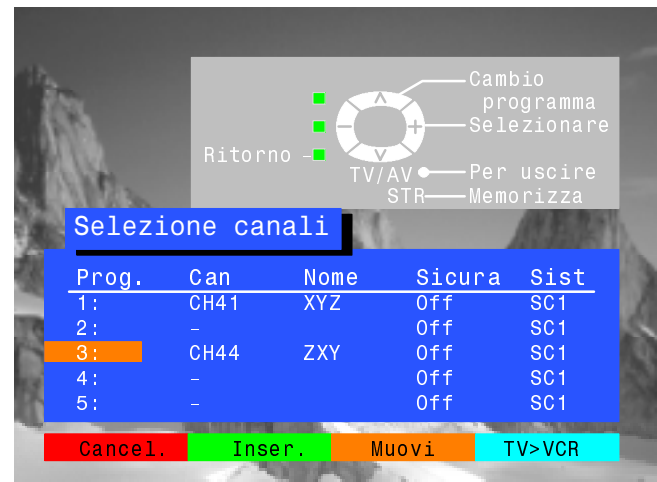 Cambio
programma
Selezionare
Ritorno
TV/AV Per uscire
STR Memorizza
Selezione canali
Prog. Can Nome Sicura Sist
1: CH41 XYZ Off SC1
2: – Off SC1
3: CH44 ZXY Off SC1
4: – Off SC1
5: – Off SC1
Cancel. Inser. Muovi TV>VCR